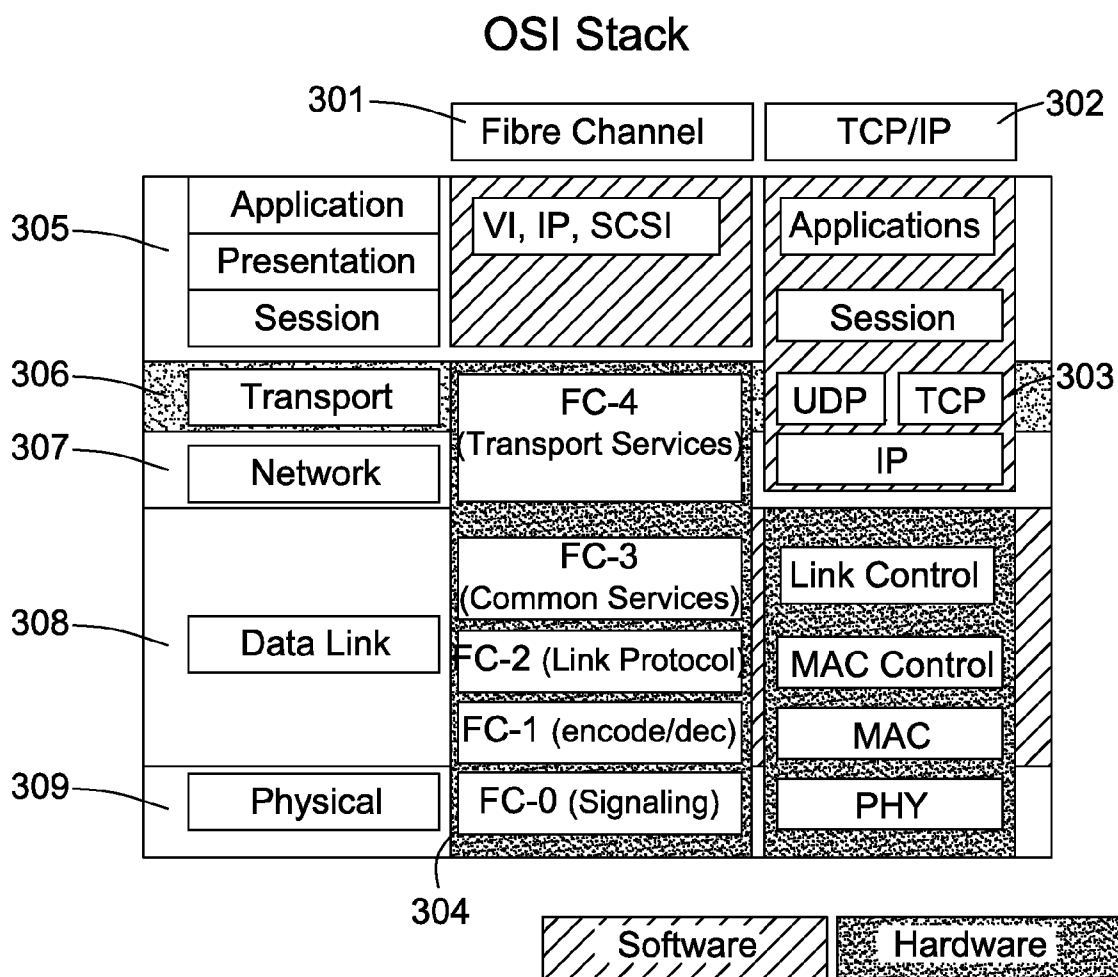 OSI Stack
301
Fibre Channel
TCP/IP
302
305
Application
Presentation
Session
VI, IP, SCSI
Applications
Session
306
Transport
FC-4
(Transport Services)
UDP
TCP
303
307
Network
IP
308
Data Link
FC-3
(Common Services)
Link Control
FC-2 (Link Protocol)
MAC Control
FC-1 (encode/dec)
MAC
309
Physical
FC-0 (Signaling)
PHY
304
Software
Hardware